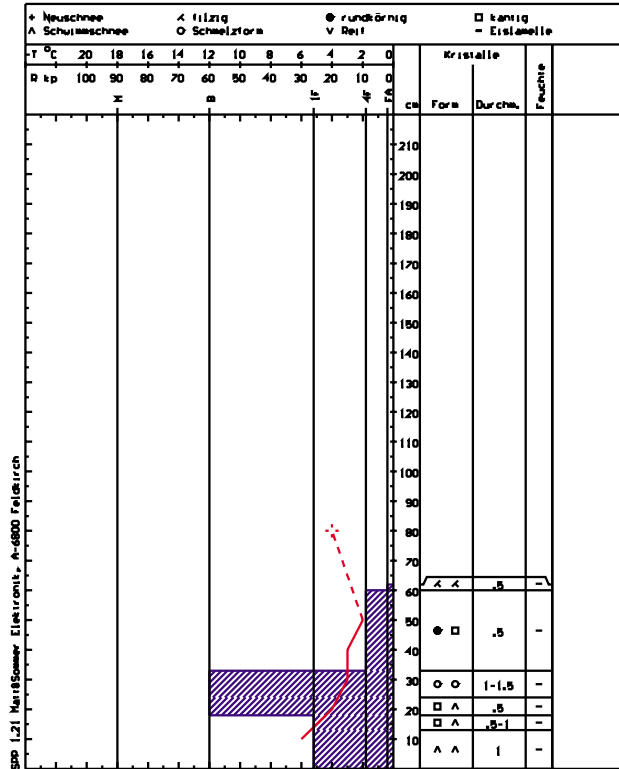 + Neuschnee ʎ filzig ● rundkörnig □ kantig
^ Schwimmschnee O Schmelzform V Reif - Eislamelle
-T °C 20 18 16 14 12 10 8 6 4 2 0 Kristalle
R kp 100 90 80 70 60 50 40 30 20 10 0
M B 1F 4F FA cm Form Durchm. Feuchte
210
200
190
180
170
160
150
140
130
120
110
100
90
80
70
60 .5 -
50
.5 -
40
30 1-1.5 -
20 .5 -
.5-1 -
10 1 -
SPP 1.21 Matt&Sommer Elektronik, A-6800 Feldkirch